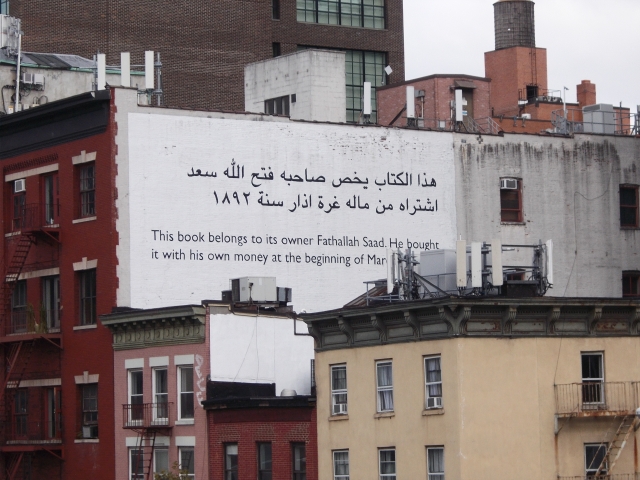 هذا الكتاب يخص صاحبه فتح الله سعد
اشتراه من ماله غرة اذار سنة ١٨٩٢
This book belongs to its owner Fathallah Saad. He bought
it with his own money at the beginning of